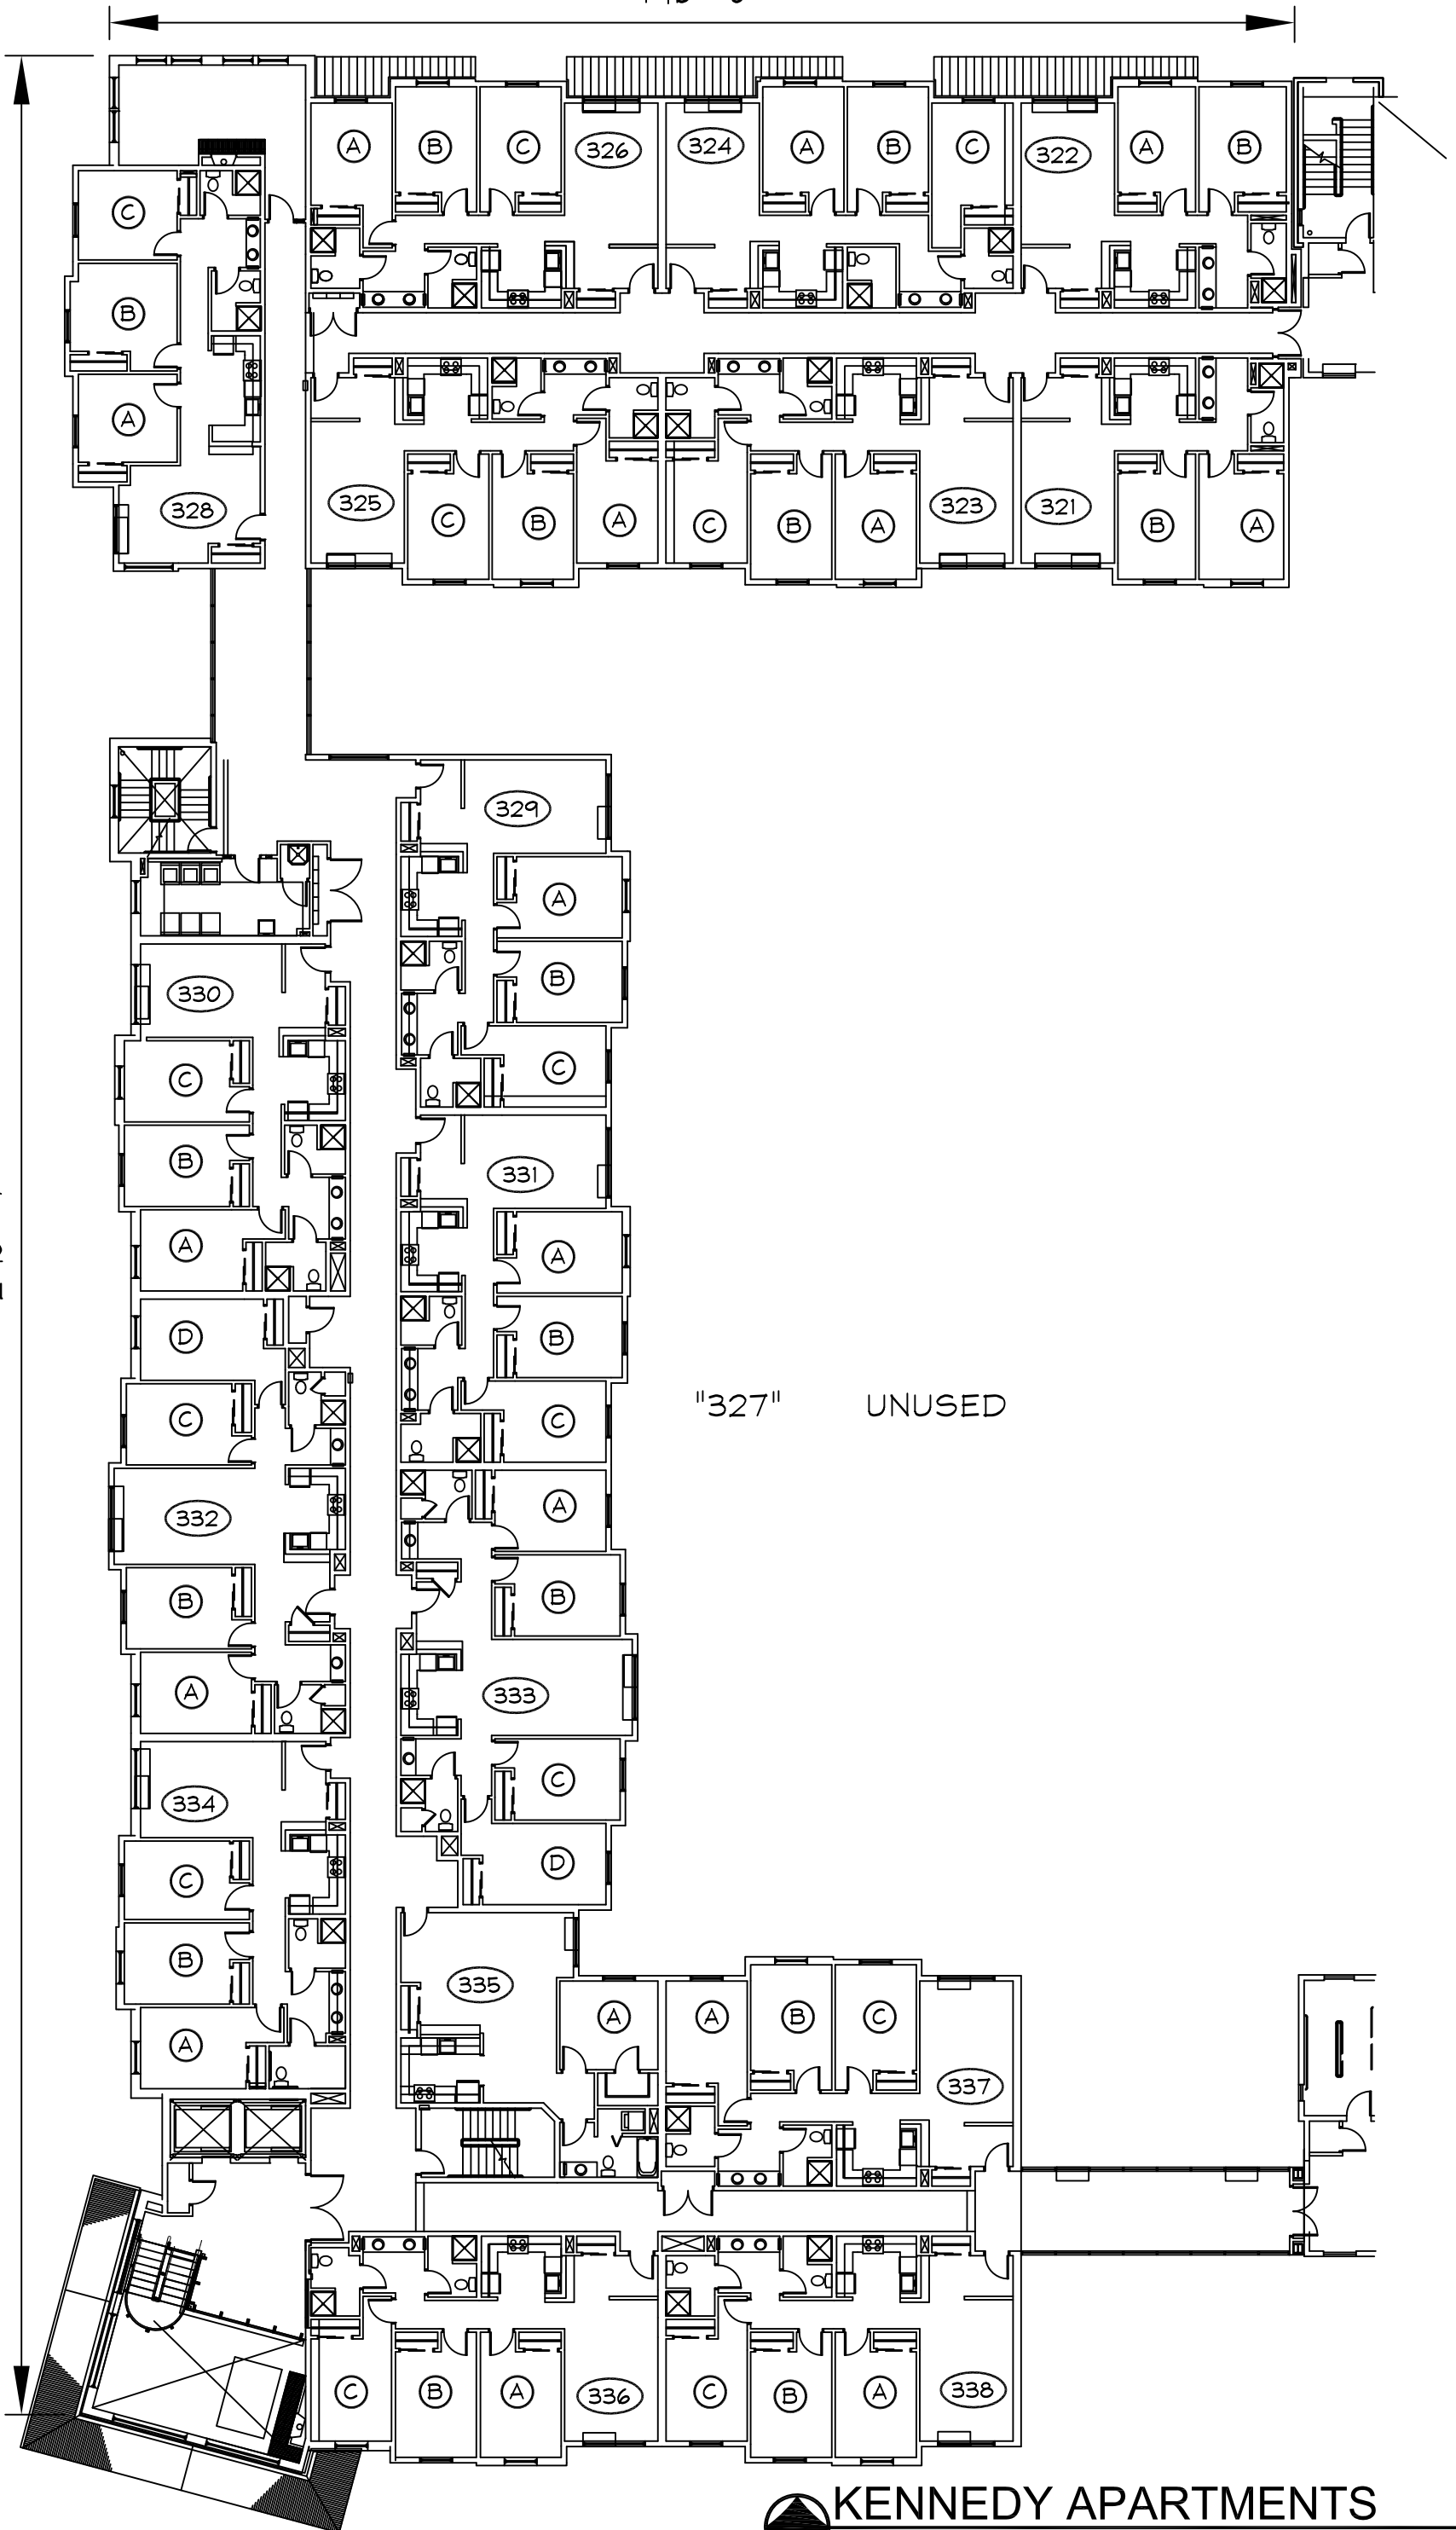 A B C 326 324 A B C 322 A B
C
B
A
328
325 C B A C B A 323 321 B A
329
A
B
C
330
C
B
A
331
A
B
C
D
C
332
B
A
"327" UNUSED
A
B
333
C
D
334
C
B
A
335 A A B C 337
C B A 336 C B A 338
KENNEDY APARTMENTS